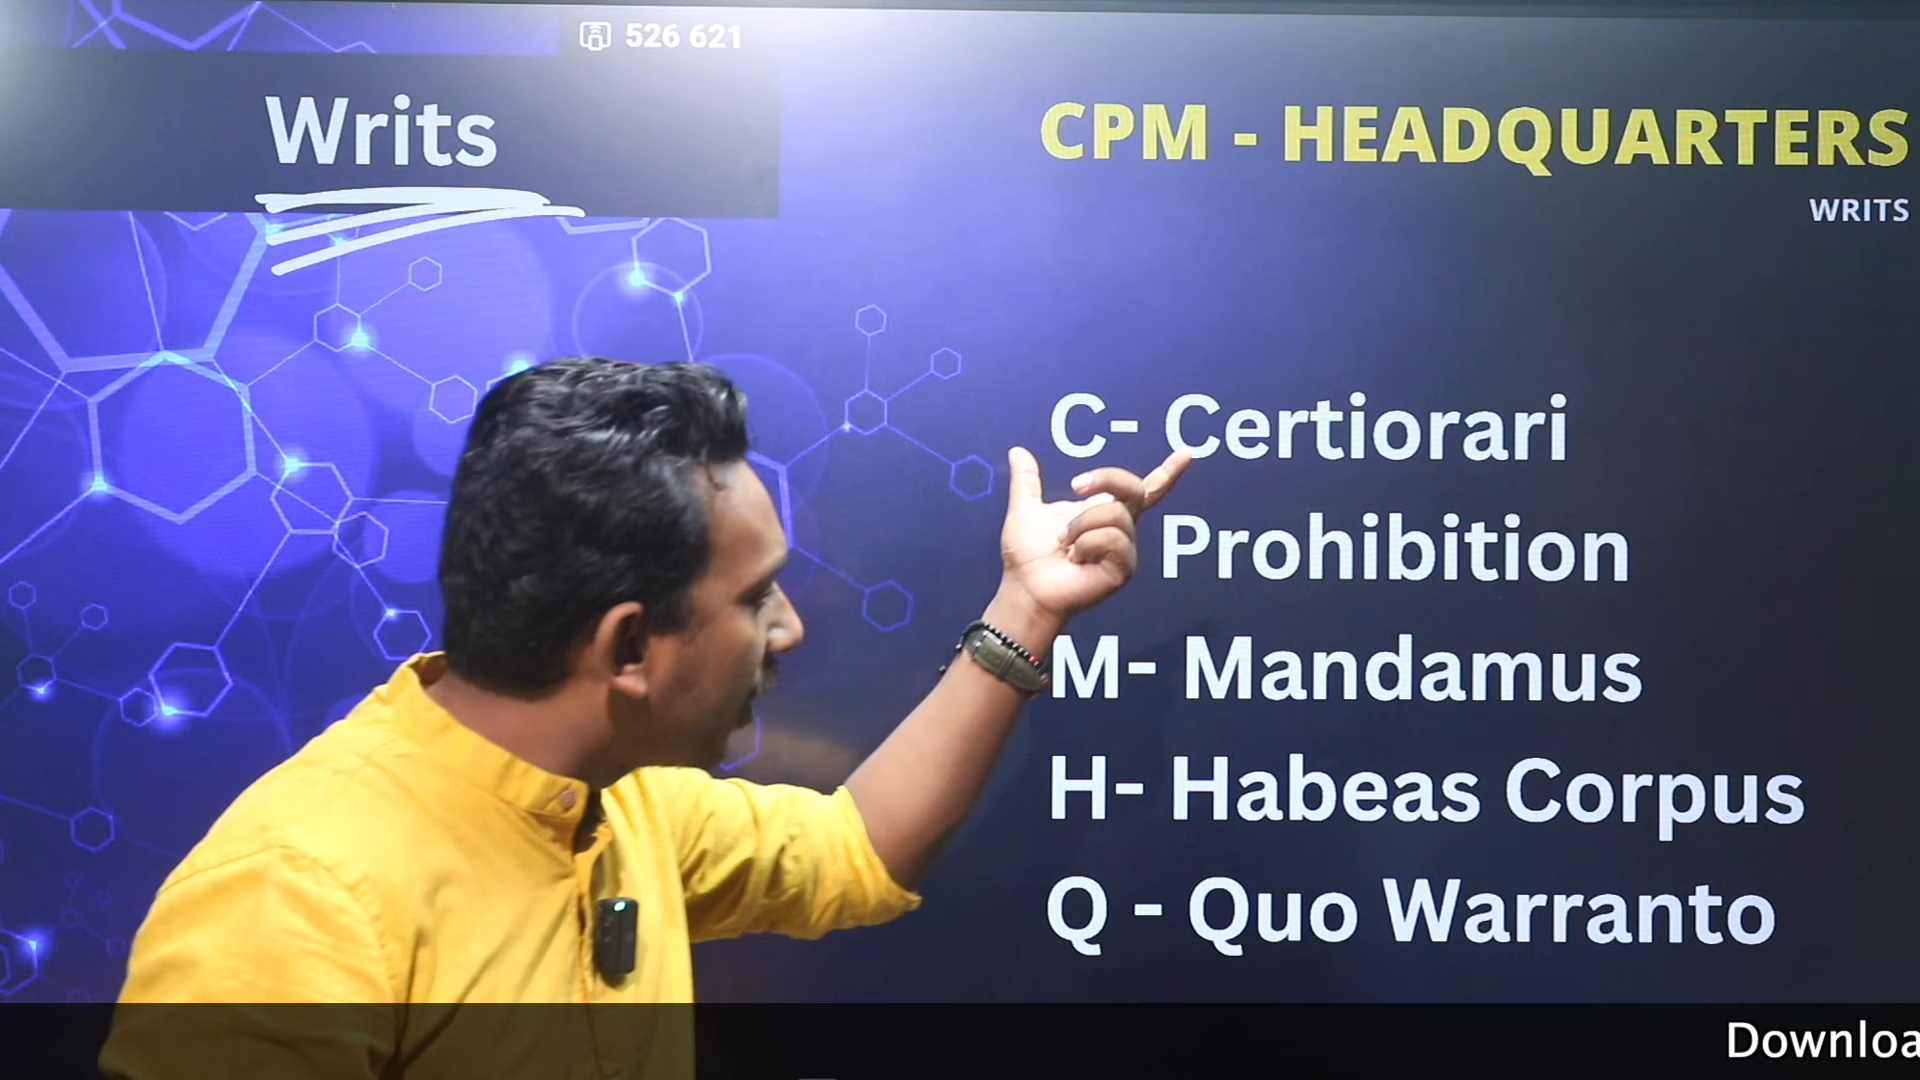 526 621
Writs
CPM - HEADQUARTERS
WRITS
C- Certiorari
Prohibition
M- Mandamus
H- Habeas Corpus
Q - Quo Warranto
Downloa